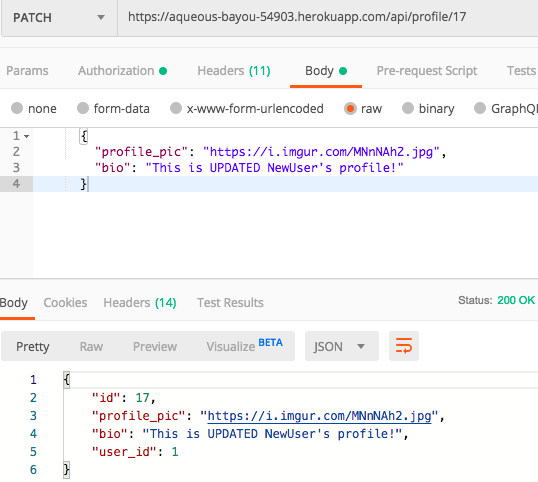 PATCH https://aqueous-bayou-54903.herokuapp.com/api/profile/17
Params Authorization Headers (11) Body Pre-request Script Tests
none form-data x-www-form-urlencoded raw binary GraphQL
1 {
2 "profile_pic": "https://i.imgur.com/MNnNAh2.jpg",
3 "bio": "This is UPDATED NewUser's profile!"
4 }
Body Cookies Headers (14) Test Results Status: 200 OK
Pretty Raw Preview Visualize BETA JSON
1 {
2 "id": 17,
3 "profile_pic": "https://i.imgur.com/MNnNAh2.jpg",
4 "bio": "This is UPDATED NewUser's profile!",
5 "user_id": 1
6 }